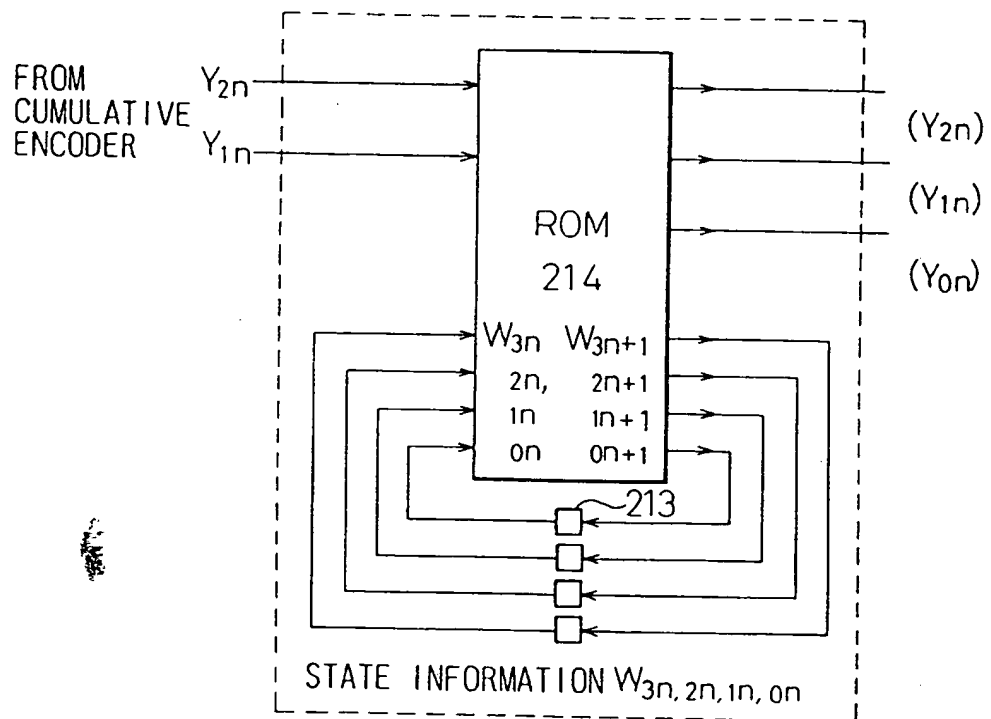 FROM
CUMULATIVE
ENCODER
Y2n
Y1n
ROM
214
(Y2n)
(Y1n)
(Y0n)
W3n W3n+1
2n, 2n+1
1n 1n+1
0n 0n+1
213
STATE INFORMATION W3n, 2n, 1n, 0n